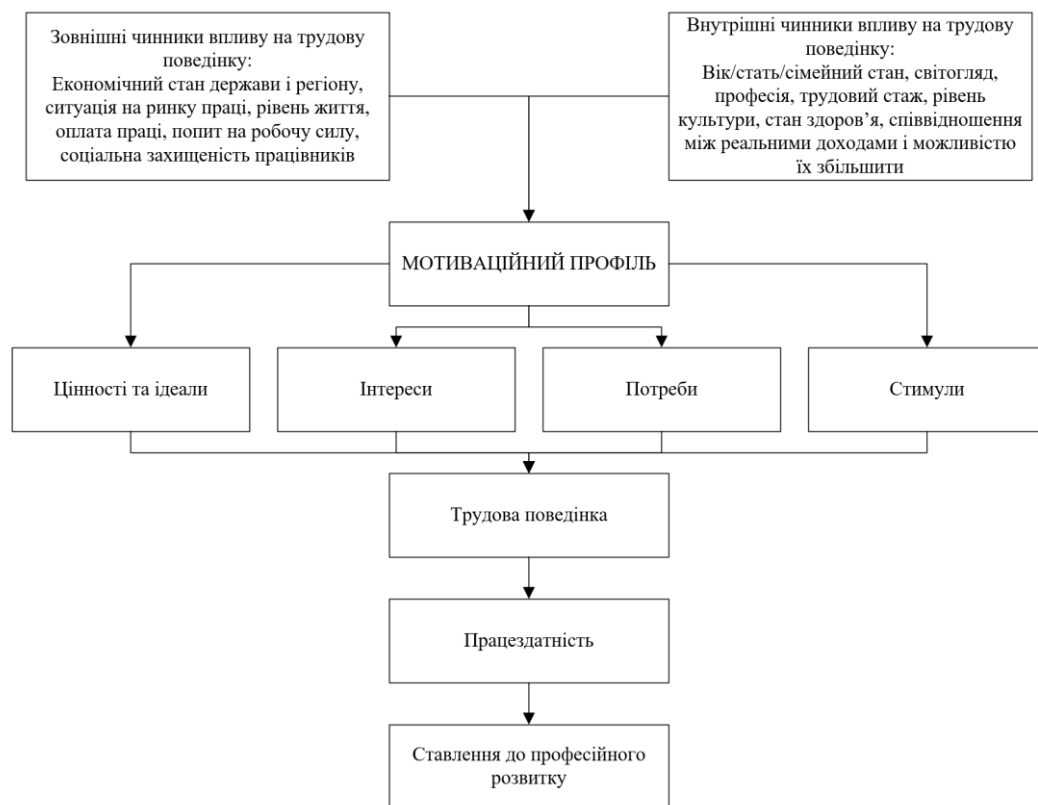 Зовнішні чинники впливу на трудову
поведінку:
Економічний стан держави і регіону,
ситуація на ринку праці, рівень життя,
оплата праці, попит на робочу силу,
соціальна захищеність працівників
Внутрішні чинники впливу на трудову
поведінку:
Вік/стать/сімейний стан, світогляд,
професія, трудовий стаж, рівень
культури, стан здоров’я, співвідношення
між реальними доходами і можливістю
їх збільшити
МОТИВАЦІЙНИЙ ПРОФІЛЬ
Цінності та ідеали
Інтереси
Потреби
Стимули
Трудова поведінка
Працездатність
Ставлення до професійного
розвитку